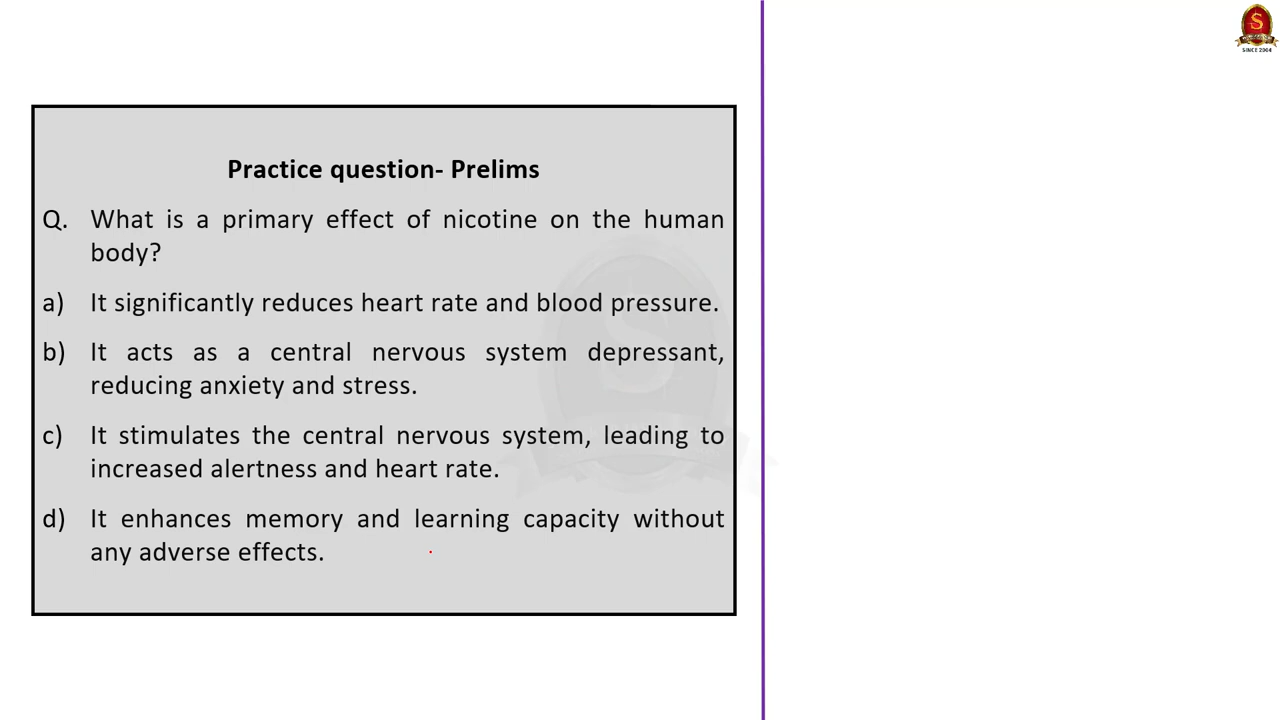 S
SINCE 2004
Practice question- Prelims
Q. What is a primary effect of nicotine on the human
body?
a) It significantly reduces heart rate and blood pressure.
b) It acts as a central nervous system depressant,
reducing anxiety and stress.
c) It stimulates the central nervous system, leading to
increased alertness and heart rate.
d) It enhances memory and learning capacity without
any adverse effects.